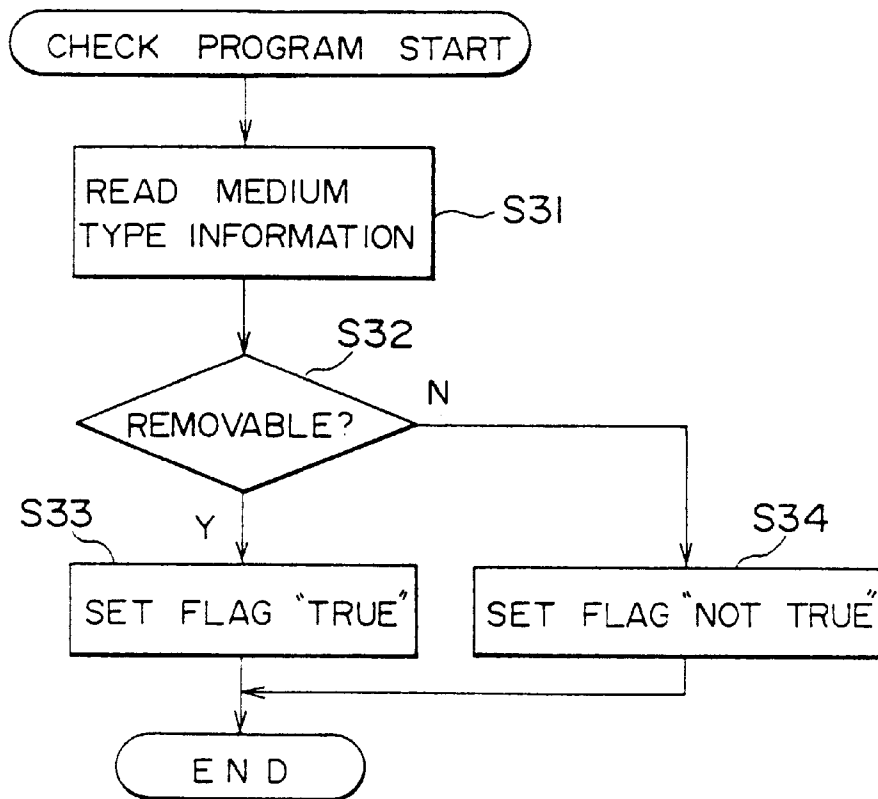 CHECK PROGRAM START
READ MEDIUM
TYPE INFORMATION
S31
S32
REMOVABLE?
N
Y
S33
SET FLAG "TRUE"
S34
SET FLAG "NOT TRUE"
END